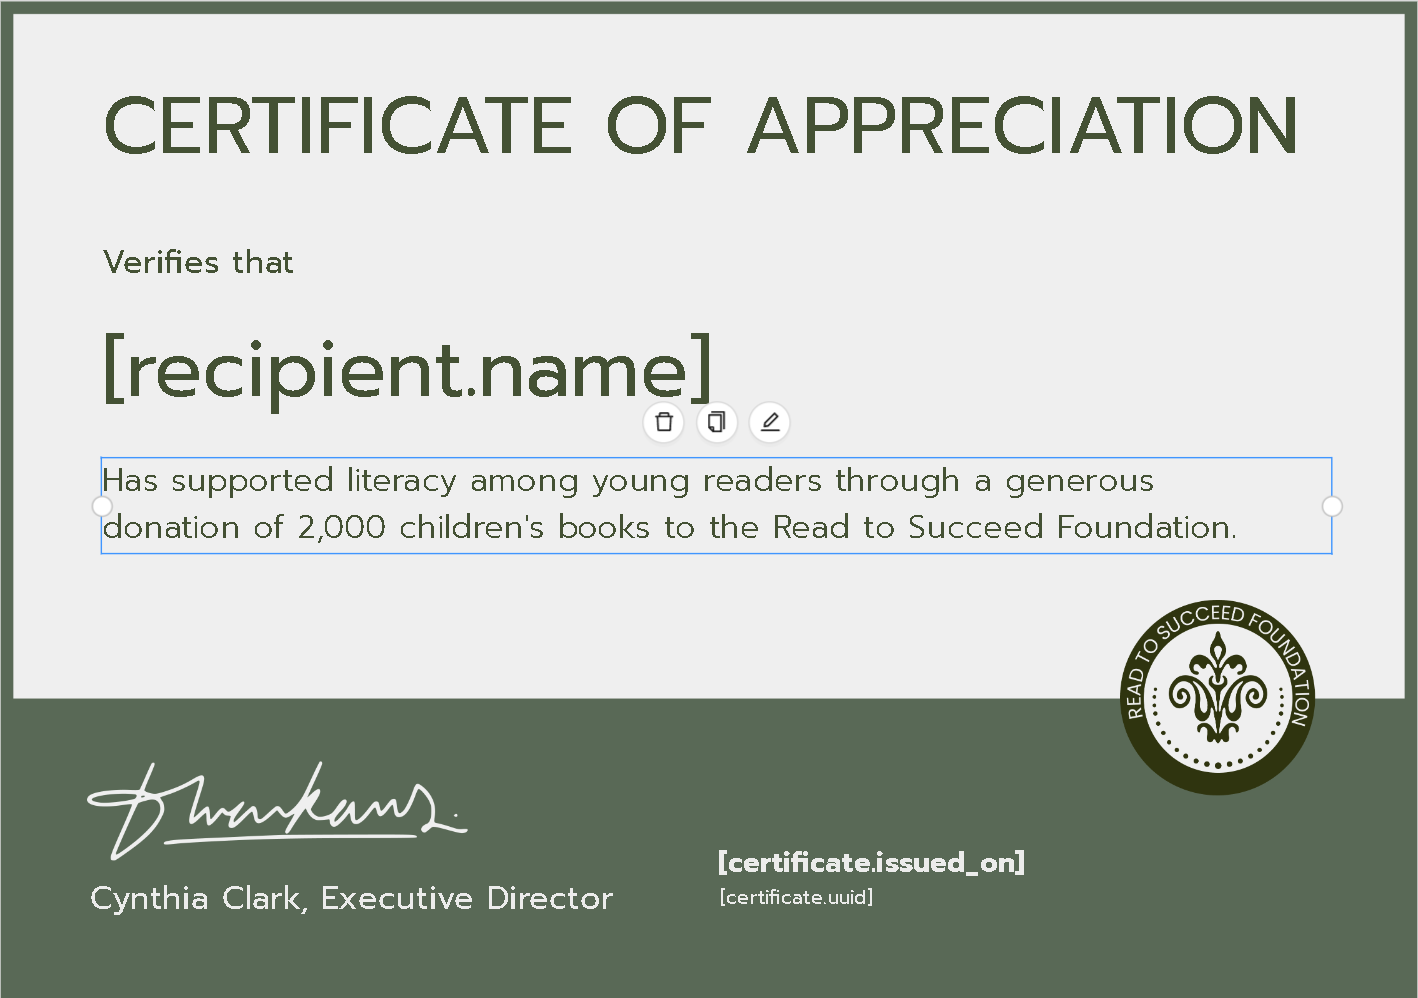 CERTIFICATE OF APPRECIATION
Verifies that
[recipient.name]
Has supported literacy among young readers through a generous
donation of 2,000 children's books to the Read to Succeed Foundation.
READ TO SUCCEED FOUNDATION
Cynthia Clark, Executive Director
[certificate.issued_on]
[certificate.uuid]